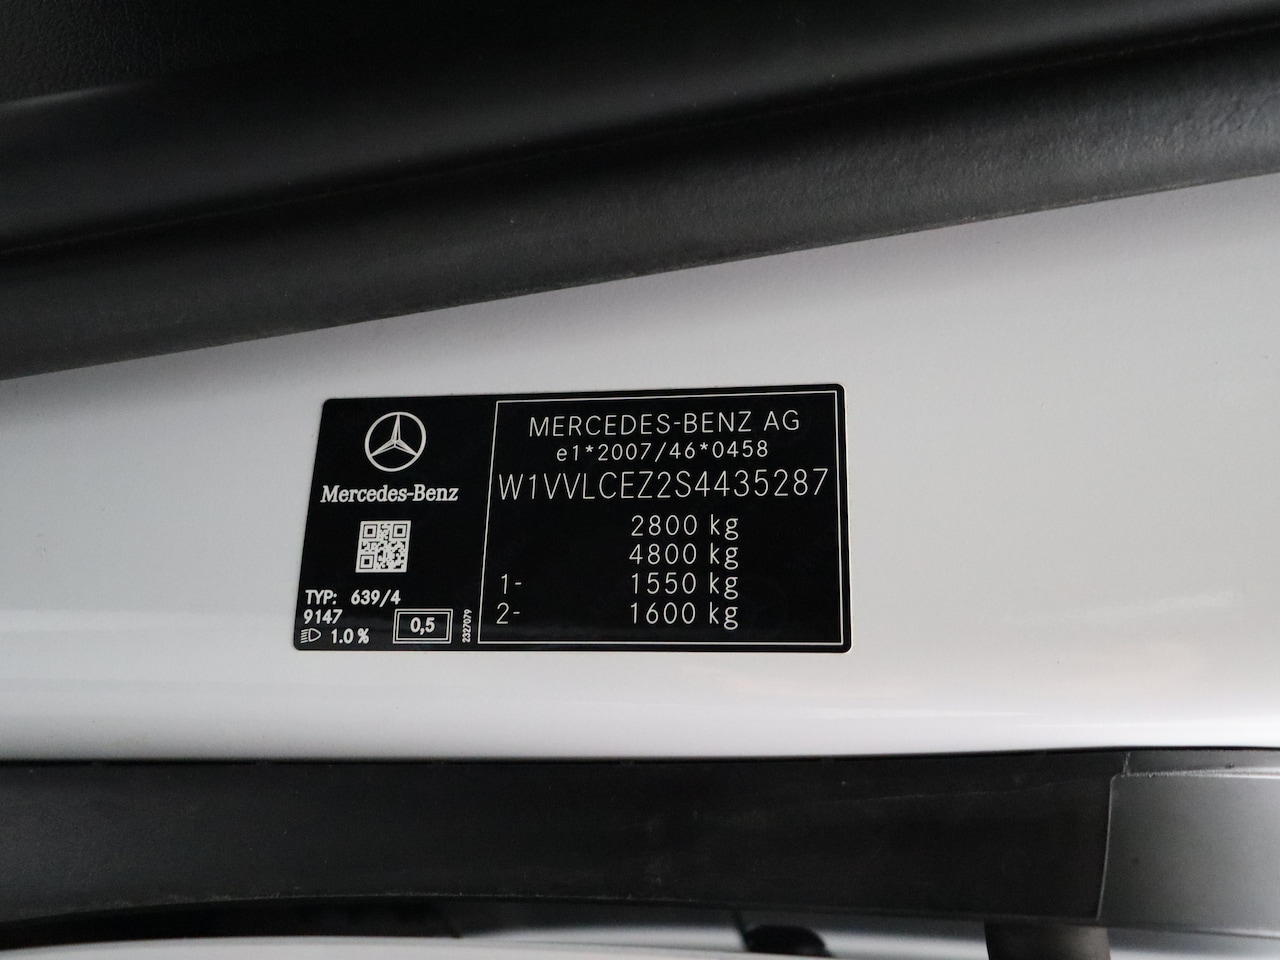 Mercedes-Benz
TYP: 639/4
9147
1.0 %
0,5
2327079
MERCEDES-BENZ AG
e1*2007/46*0458
W1VVLCEZ2S4435287
2800 kg
4800 kg
1- 1550 kg
2- 1600 kg